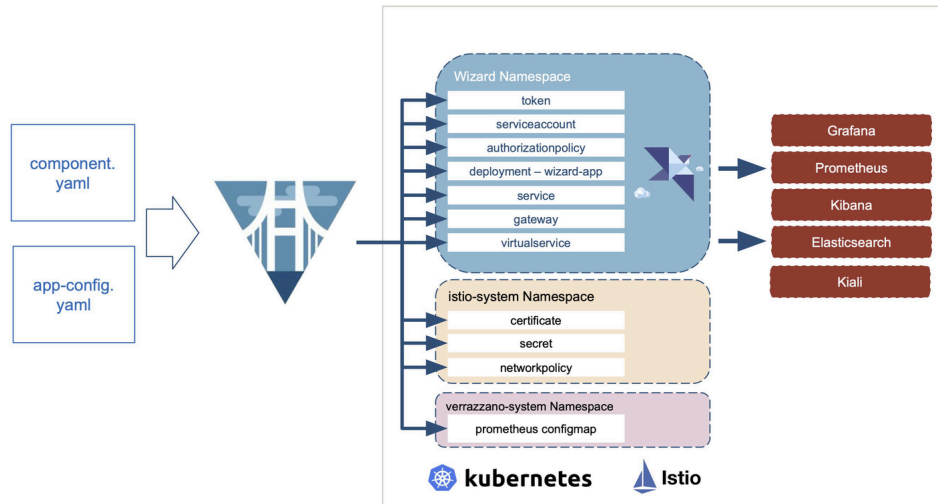 component.
yaml
app-config.
yaml
Wizard Namespace
token
serviceaccount
authorizationpolicy
deployment – wizard-app
service
gateway
virtualservice
istio-system Namespace
certificate
secret
networkpolicy
verrazzano-system Namespace
prometheus configmap
Grafana
Prometheus
Kibana
Elasticsearch
Kiali
kubernetes
Istio